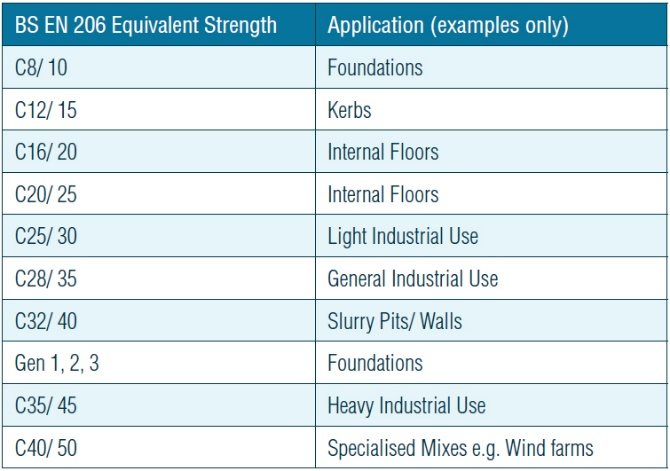 BS EN 206 Equivalent Strength Application (examples only)
C8/ 10 Foundations
C12/ 15 Kerbs
C16/ 20 Internal Floors
C20/ 25 Internal Floors
C25/ 30 Light Industrial Use
C28/ 35 General Industrial Use
C32/ 40 Slurry Pits/ Walls
Gen 1, 2, 3 Foundations
C35/ 45 Heavy Industrial Use
C40/ 50 Specialised Mixes e.g. Wind farms